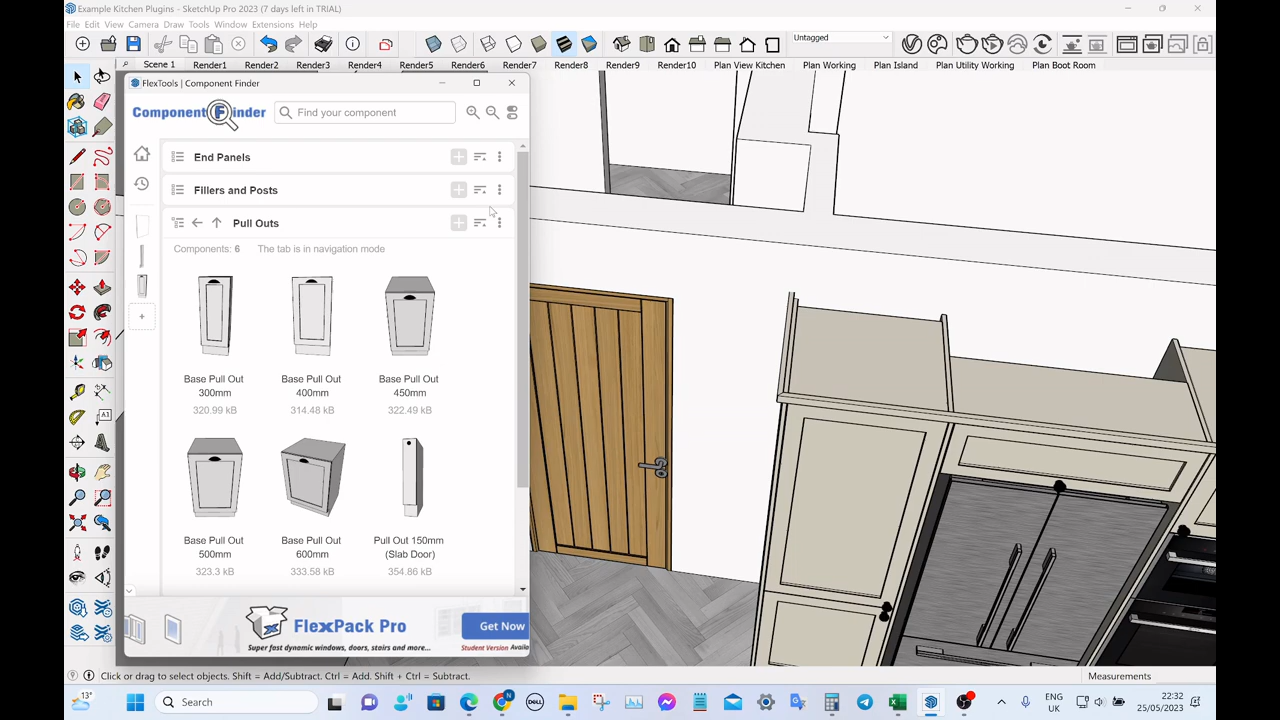 Example Kitchen Plugins - SketchUp Pro 2023 (7 days left in TRIAL)
File Edit View Camera Draw Tools Window Extensions Help
Untagged
Scene 1 Render1 Render2 Render3 Render4 Render5 Render6 Render7 Render8 Render9 Render10 Plan View Kitchen Plan Working Plan Island Plan Utility Working Plan Boot Room
FlexTools | Component Finder
Component Finder
Find your component
End Panels
Fillers and Posts
Pull Outs
Components: 6 The tab is in navigation mode
Base Pull Out 300mm
320.99 kB
Base Pull Out 400mm
314.48 kB
Base Pull Out 450mm
322.49 kB
Base Pull Out 500mm
323.3 kB
Base Pull Out 600mm
333.58 kB
Pull Out 150mm (Slab Door)
354.86 kB
FlexPack Pro
Get Now
Super fast dynamic windows, doors, stairs and more...
Student Version Availa
Click or drag to select objects. Shift = Add/Subtract. Ctrl = Add. Shift + Ctrl = Subtract.
Measurements
13°
Search
DELL
ENG
UK
22:32
25/05/2023